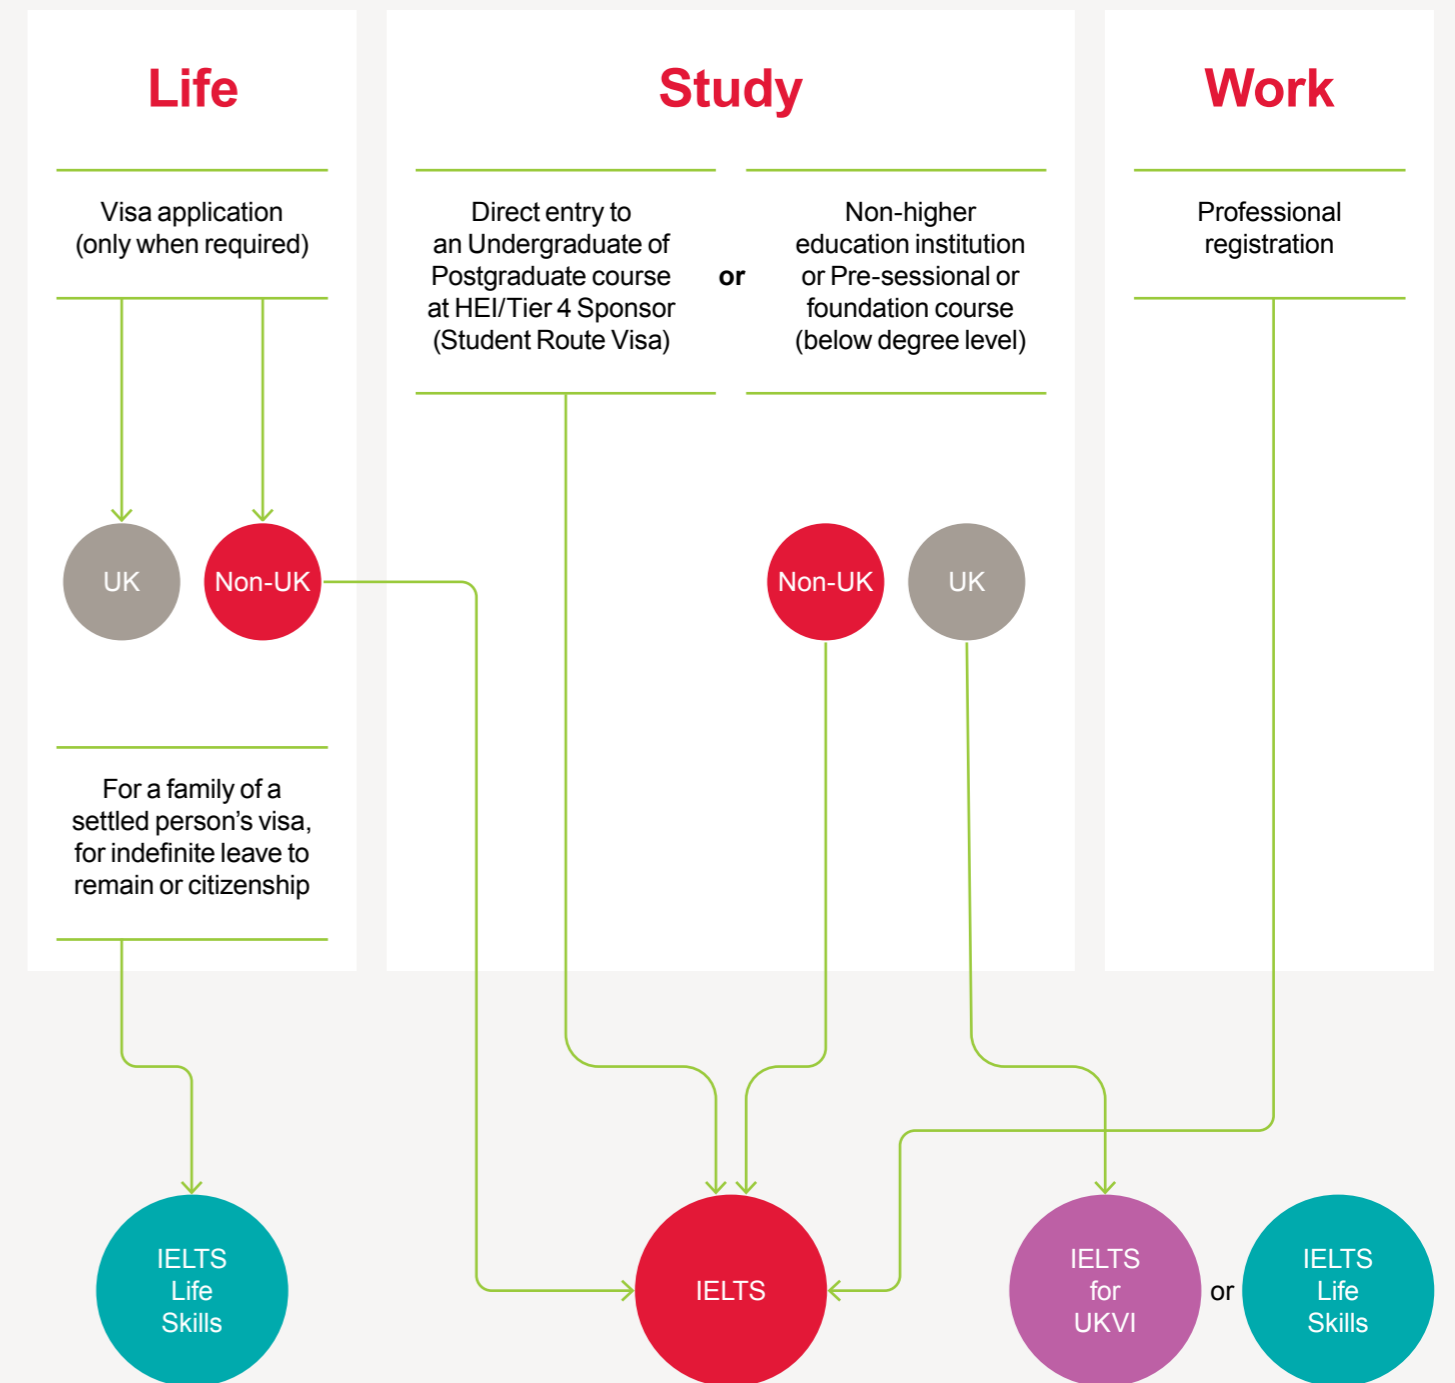 Life
Visa application
(only when required)
UK
Non-UK
For a family of a
settled person’s visa,
for indefinite leave to
remain or citizenship
Study
Direct entry to
an Undergraduate of
Postgraduate course
at HEI/Tier 4 Sponsor
(Student Route Visa)
or
Non-higher
education institution
or Pre-sessional or
foundation course
(below degree level)
Non-UK
UK
Work
Professional
registration
IELTS
Life
Skills
IELTS
IELTS
for
UKVI
or
IELTS
Life
Skills